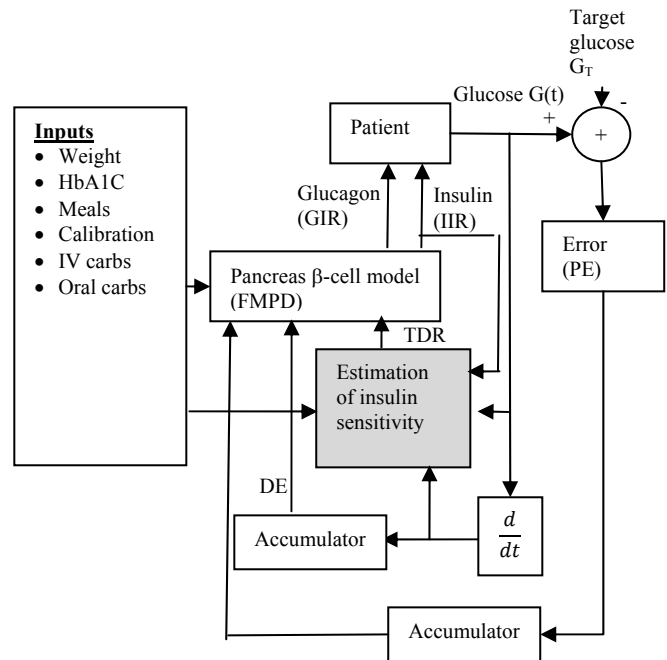 Target
glucose
G_T
-
Glucose G(t)
+
+
Inputs
• Weight
• HbA1C
• Meals
• Calibration
• IV carbs
• Oral carbs
Patient
Glucagon
(GIR)
Insulin
(IIR)
Error
(PE)
Pancreas β-cell model
(FMPD)
TDR
Estimation
of insulin
sensitivity
DE
Accumulator
d
dt
Accumulator